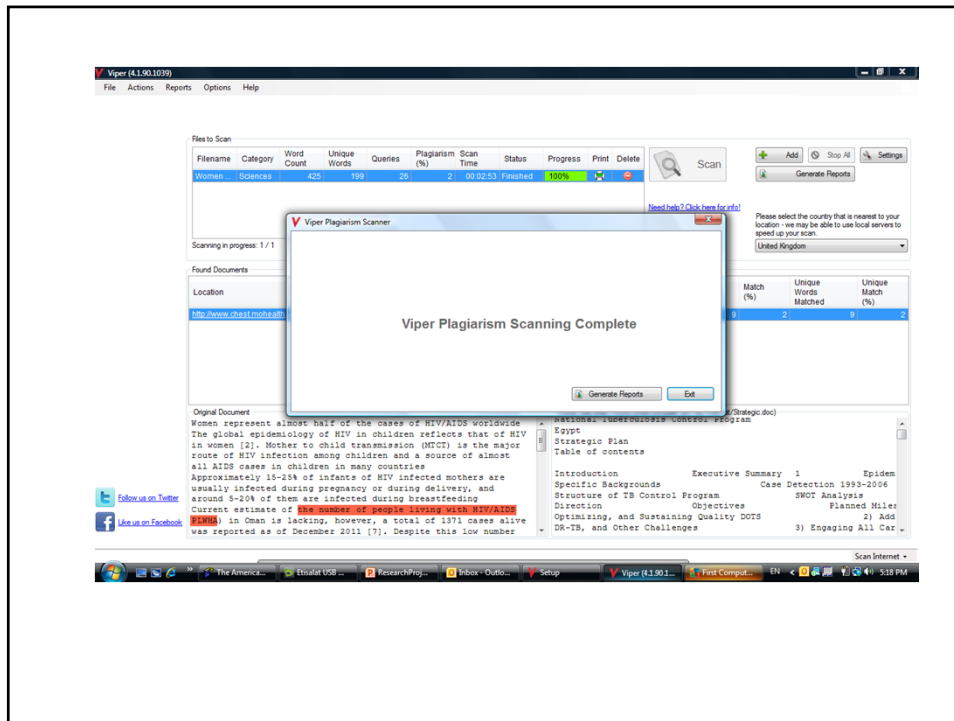 Viper (4.1.90.1039)
File Actions Reports Options Help
Files to Scan
Filename Category Word Count Unique Words Queries Plagiarism (%) Scan Time Status Progress Print Delete
Women ... Sciences 425 199 26 2 00:02:53 Finished 100%
Scan
Add Stop All Settings
Generate Reports
Need help? Click here for info!
Please select the country that is nearest to your
location - we may be able to use local servers to
speed up your scan.
United Kingdom
Scanning in progress: 1 / 1
Viper Plagiarism Scanner
Viper Plagiarism Scanning Complete
Generate Reports Exit
Found Documents
Location Match (%) Unique Words Matched Unique Match (%)
http://www.chest.mohealth 9 2 9 2
Original Document
Women represent almost half of the cases of HIV/AIDS worldwide
The global epidemiology of HIV in children reflects that of HIV
in women [2]. Mother to child transmission (MTCT) is the major
route of HIV infection among children and a source of almost
all AIDS cases in children in many countries
Approximately 15-25% of infants of HIV infected mothers are
usually infected during pregnancy or during delivery, and
around 5-20% of them are infected during breastfeeding
Current estimate of the number of people living with HIV/AIDS
PLWHA) in Oman is lacking, however, a total of 1371 cases alive
was reported as of December 2011 [7]. Despite this low number
/Strategic.doc)
National Tuberculosis Control Program
Egypt
Strategic Plan
Table of contents
Introduction Executive Summary 1 Epidem
Specific Backgrounds Case Detection 1993-2006
Structure of TB Control Program SWOT Analysis
Direction Objectives Planned Miles
Optimizing, and Sustaining Quality DOTS 2) Add
DR-TB, and Other Challenges 3) Engaging All Car
Follow us on Twitter
Like us on Facebook
Scan Internet
The America... Etisalat USB ... ResearchProj... Inbox - Outlo... Setup Viper (4.1.90.1... First Comput... EN 5:18 PM